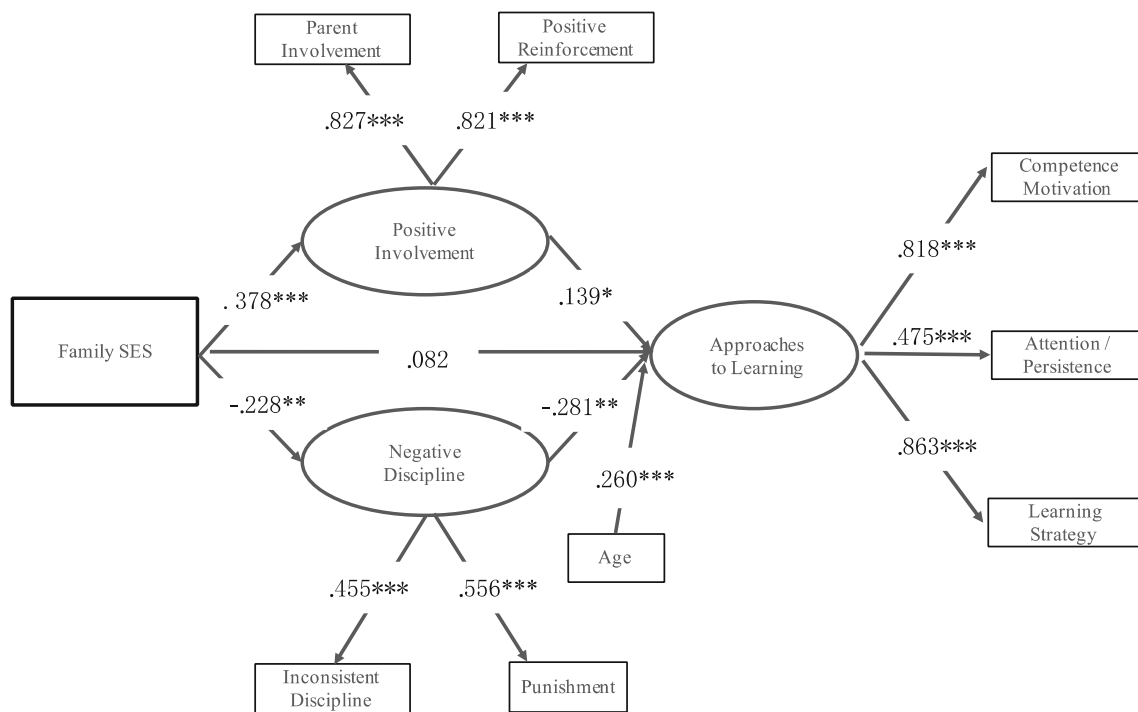 Parent
Involvement
Positive
Reinforcement
.827***
.821***
Competence
Motivation
Positive
Involvement
.818***
. 378***
.139*
Family SES
.082
Approaches
to Learning
.475***
Attention /
Persistence
-.228**
-.281**
Negative
Discipline
.863***
.260***
Learning
Strategy
Age
.455***
.556***
Inconsistent
Discipline
Punishment